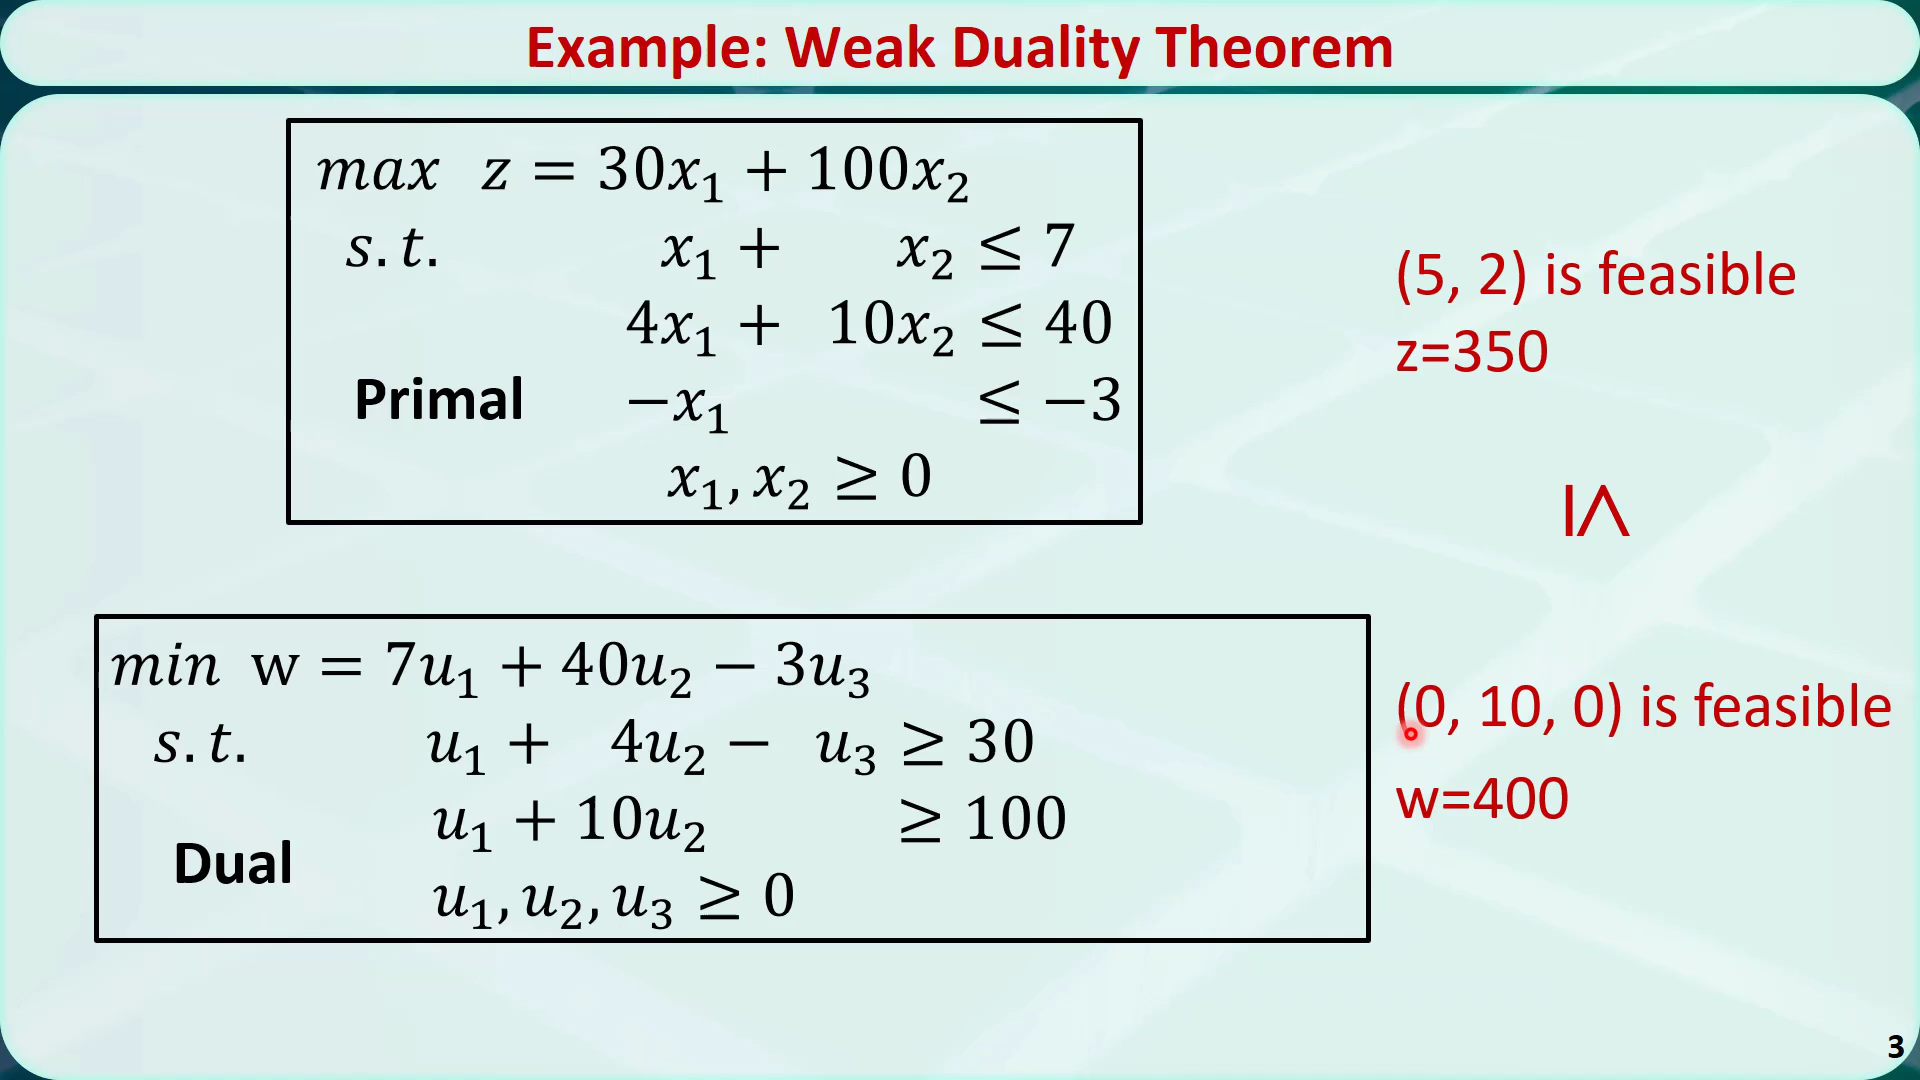 Example: Weak Duality Theorem
max z = 30x₁ + 100x₂
s.t. x₁ + x₂ ≤ 7
4x₁ + 10x₂ ≤ 40
Primal −x₁ ≤ −3
x₁, x₂ ≥ 0
(5, 2) is feasible
z=350
I⋀
min w = 7u₁ + 40u₂ − 3u₃
s.t. u₁ + 4u₂ − u₃ ≥ 30
u₁ + 10u₂ ≥ 100
Dual
u₁, u₂, u₃ ≥ 0
(0, 10, 0) is feasible
w=400
3